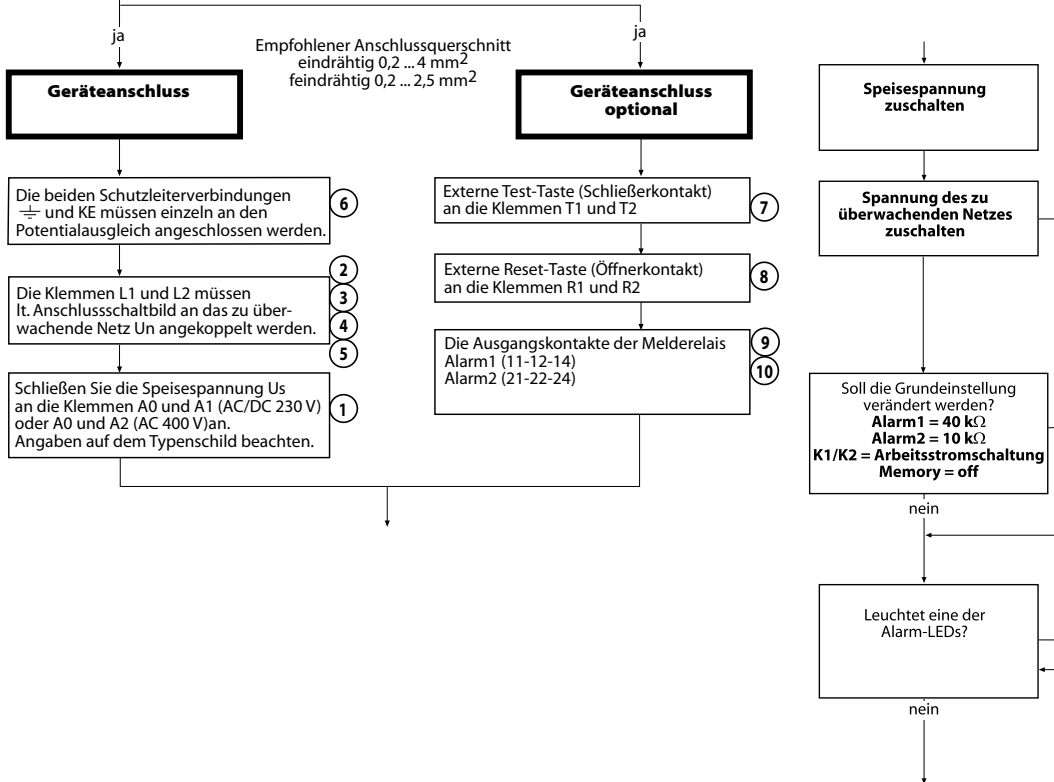 ja
Empfohlener Anschlussquerschnitt
eindrähtig 0,2 ... 4 mm2
feindrähtig 0,2 ... 2,5 mm2
Geräteanschluss
Die beiden Schutzleiterverbindungen
⏚ und KE müssen einzeln an den
Potentialausgleich angeschlossen werden.
6
Die Klemmen L1 und L2 müssen
lt. Anschlussschaltbild an das zu über-
wachende Netz Un angekoppelt werden.
2
3
4
5
Schließen Sie die Speisespannung Us
an die Klemmen A0 und A1 (AC/DC 230 V)
oder A0 und A2 (AC 400 V)an.
Angaben auf dem Typenschild beachten.
1
ja
Geräteanschluss
optional
Externe Test-Taste (Schließerkontakt)
an die Klemmen T1 und T2
7
Externe Reset-Taste (Öffnerkontakt)
an die Klemmen R1 und R2
8
Die Ausgangskontakte der Melderelais
Alarm1 (11-12-14)
Alarm2 (21-22-24)
9
10
Speisespannung
zuschalten
Spannung des zu
überwachenden Netzes
zuschalten
Soll die Grundeinstellung
verändert werden?
Alarm1 = 40 kΩ
Alarm2 = 10 kΩ
K1/K2 = Arbeitsstromschaltung
Memory = off
nein
Leuchtet eine der
Alarm-LEDs?
nein